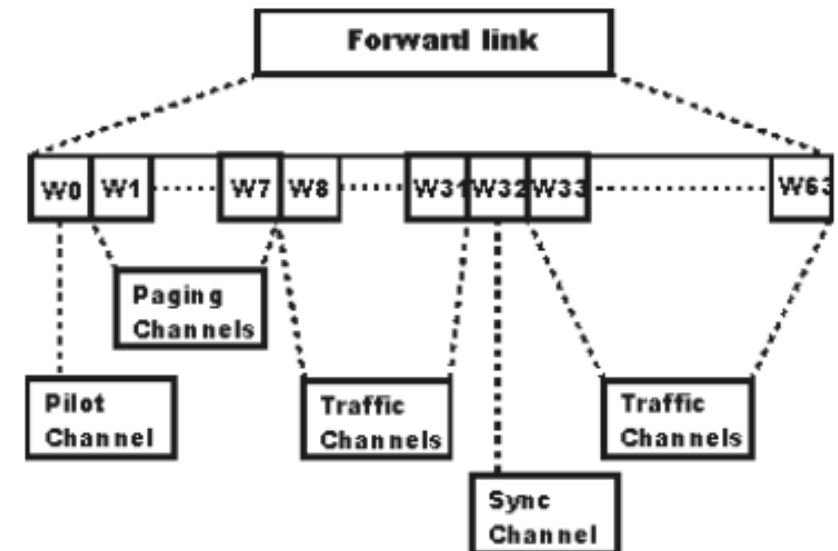 Forward link
W0 W1 W7 W8 W31 W32 W33 W63
Paging
Channels
Pilot
Channel
Traffic
Channels
Traffic
Channels
Sync
Channel